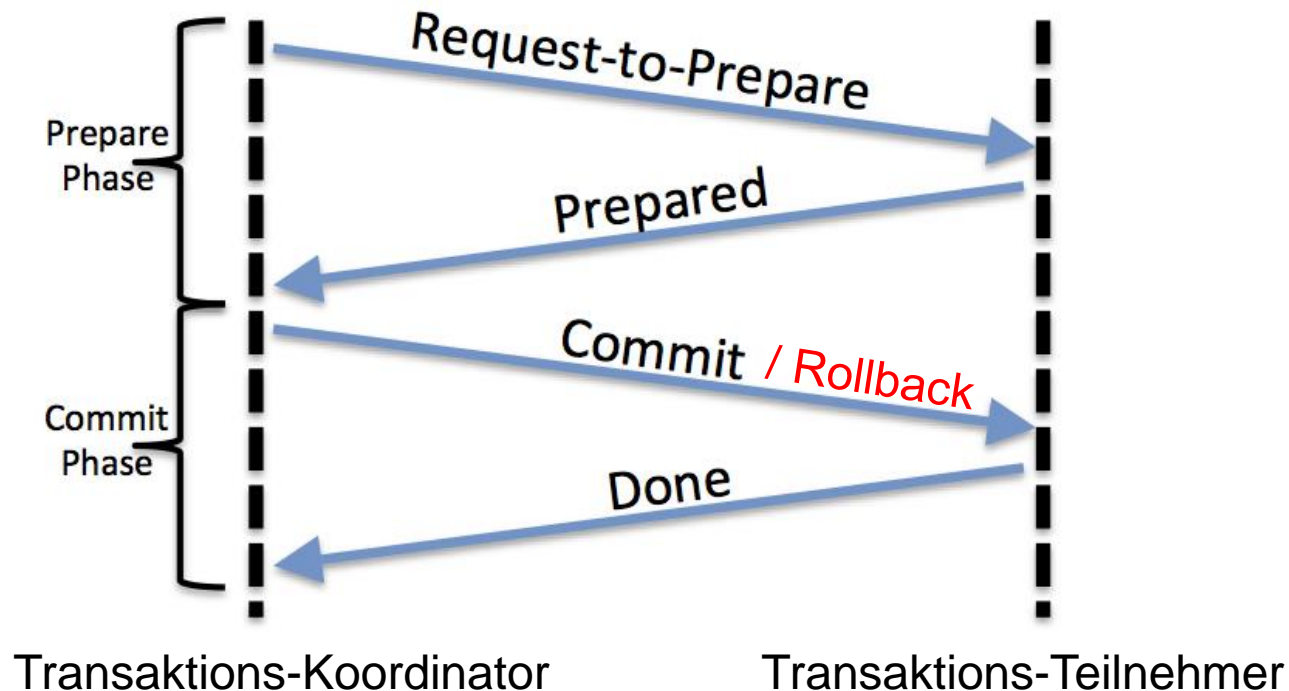 Request-to-Prepare
Prepare
Phase
Prepared
Commit / Rollback
Commit
Phase
Done
Transaktions-Koordinator
Transaktions-Teilnehmer